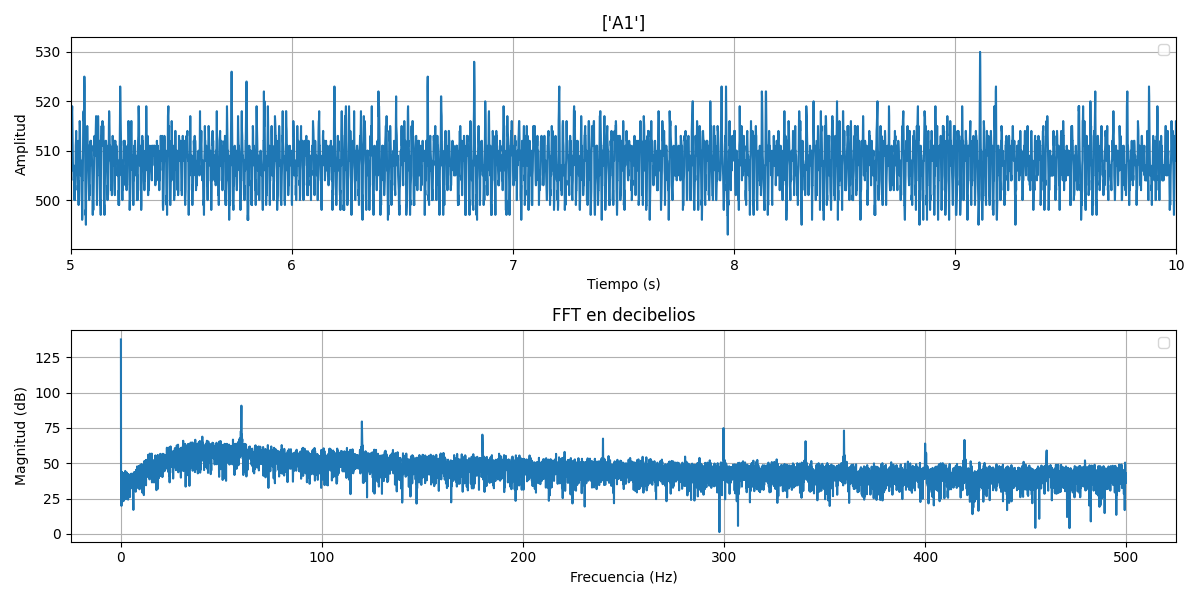 ['A1']
530
520
510
500
Amplitud
5 6 7 8 9 10
Tiempo (s)
FFT en decibelios
125
100
75
50
25
0
Magnitud (dB)
0 100 200 300 400 500
Frecuencia (Hz)